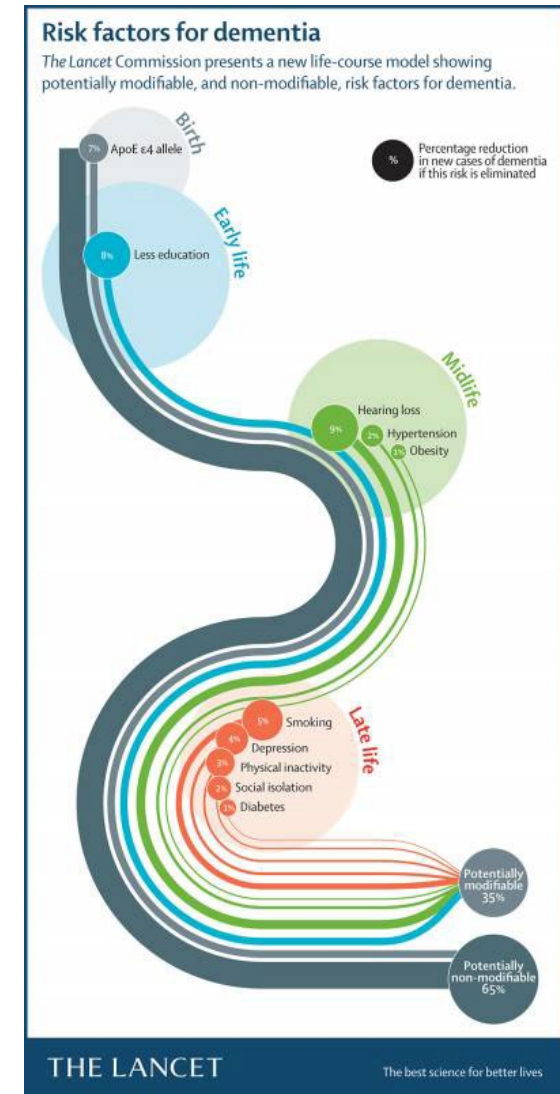 Risk factors for dementia
The Lancet Commission presents a new life-course model showing
potentially modifiable, and non-modifiable, risk factors for dementia.
Birth
7% ApoE ε4 allele
%
Percentage reduction
in new cases of dementia
if this risk is eliminated
Early life
8% Less education
Midlife
Hearing loss
9%
2% Hypertension
1% Obesity
Late life
5% Smoking
4% Depression
3% Physical inactivity
2% Social isolation
1% Diabetes
Potentially
modifiable
35%
Potentially
non-modifiable
65%
THE LANCET
The best science for better lives